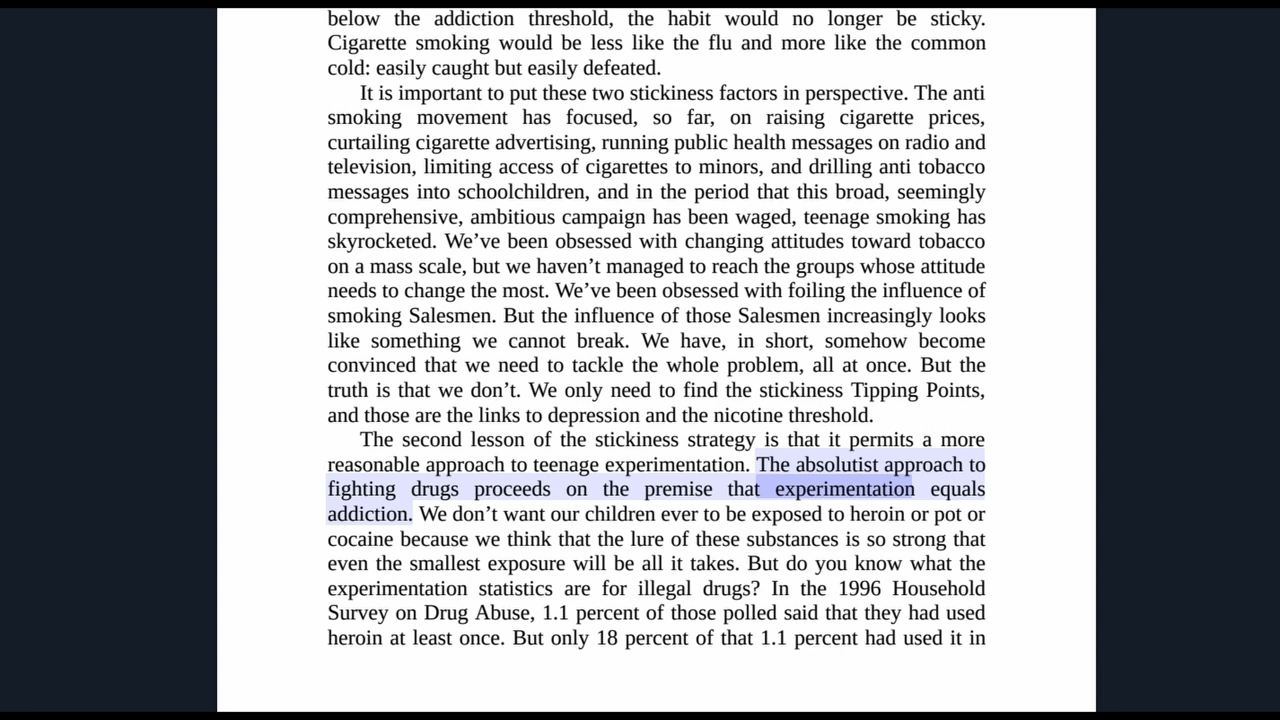 below the addiction threshold, the habit would no longer be sticky.
Cigarette smoking would be less like the flu and more like the common
cold: easily caught but easily defeated.
It is important to put these two stickiness factors in perspective. The anti
smoking movement has focused, so far, on raising cigarette prices,
curtailing cigarette advertising, running public health messages on radio and
television, limiting access of cigarettes to minors, and drilling anti tobacco
messages into schoolchildren, and in the period that this broad, seemingly
comprehensive, ambitious campaign has been waged, teenage smoking has
skyrocketed. We’ve been obsessed with changing attitudes toward tobacco
on a mass scale, but we haven’t managed to reach the groups whose attitude
needs to change the most. We’ve been obsessed with foiling the influence of
smoking Salesmen. But the influence of those Salesmen increasingly looks
like something we cannot break. We have, in short, somehow become
convinced that we need to tackle the whole problem, all at once. But the
truth is that we don’t. We only need to find the stickiness Tipping Points,
and those are the links to depression and the nicotine threshold.
The second lesson of the stickiness strategy is that it permits a more
reasonable approach to teenage experimentation. The absolutist approach to
fighting drugs proceeds on the premise that experimentation equals
addiction. We don’t want our children ever to be exposed to heroin or pot or
cocaine because we think that the lure of these substances is so strong that
even the smallest exposure will be all it takes. But do you know what the
experimentation statistics are for illegal drugs? In the 1996 Household
Survey on Drug Abuse, 1.1 percent of those polled said that they had used
heroin at least once. But only 18 percent of that 1.1 percent had used it in